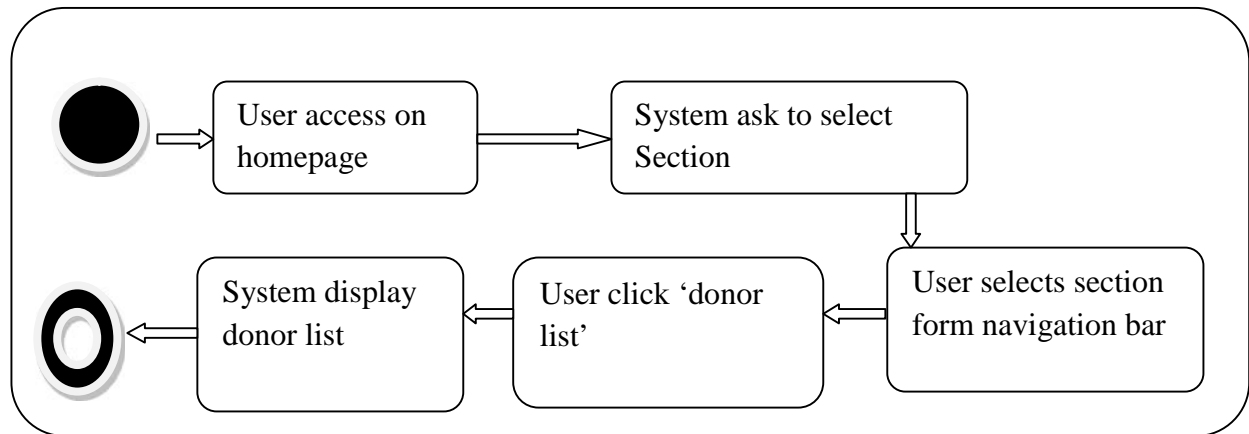 User access on
homepage
System ask to select
Section
User selects section
form navigation bar
User click ‘donor
list’
System display
donor list